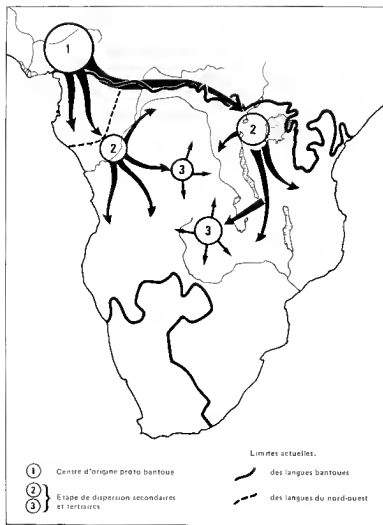 1
2
2
3
3
Limites actuelles.
1 Centre d'origine proto bantoue
des langues bantoues
2
3 Etape de dispersion secondaires
et tertiaires
des langues du nord-ouest